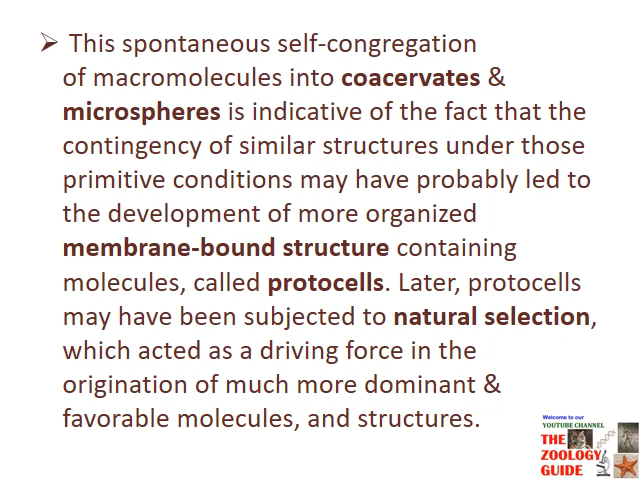 ➢ This spontaneous self-congregation
of macromolecules into coacervates &
microspheres is indicative of the fact that the
contingency of similar structures under those
primitive conditions may have probably led to
the development of more organized
membrane-bound structure containing
molecules, called protocells. Later, protocells
may have been subjected to natural selection,
which acted as a driving force in the
origination of much more dominant &
favorable molecules, and structures.
Welcome to our
YOUTUBE CHANNEL
THE
ZOOLOGY
GUIDE